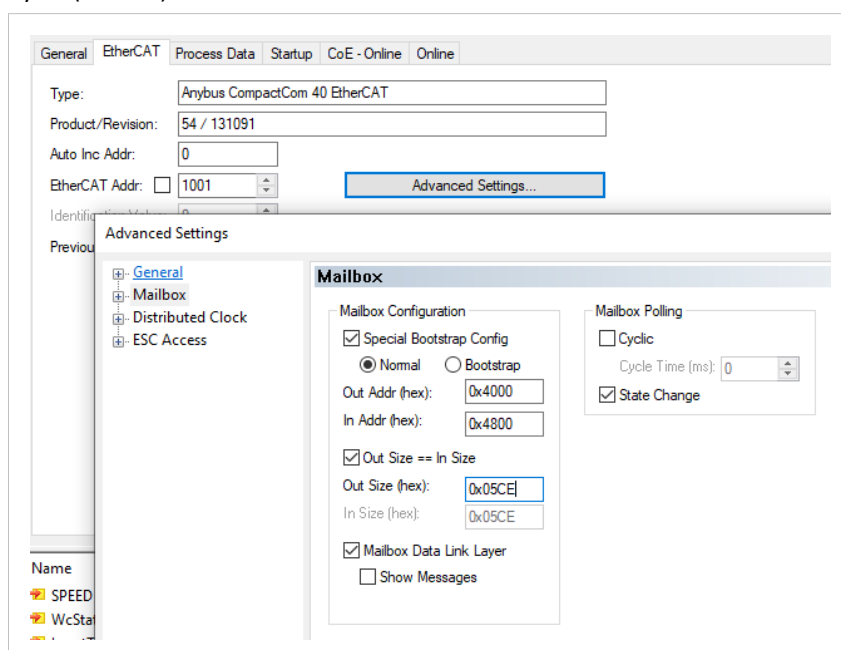 General EtherCAT Process Data Startup CoE - Online Online
Type: Anybus CompactCom 40 EtherCAT
Product/Revision: 54 / 131091
Auto Inc Addr: 0
EtherCAT Addr: 1001 Advanced Settings...
Previou
Advanced Settings
General
Mailbox
Distributed Clock
ESC Access
Mailbox
Mailbox Configuration
Special Bootstrap Config
Normal Bootstrap
Out Addr (hex): 0x4000
In Addr (hex): 0x4800
Out Size == In Size
Out Size (hex): 0x05CE
In Size (hex): 0x05CE
Mailbox Data Link Layer
Show Messages
Mailbox Polling
Cyclic
Cycle Time (ms): 0
State Change
Name
SPEED
WcStat